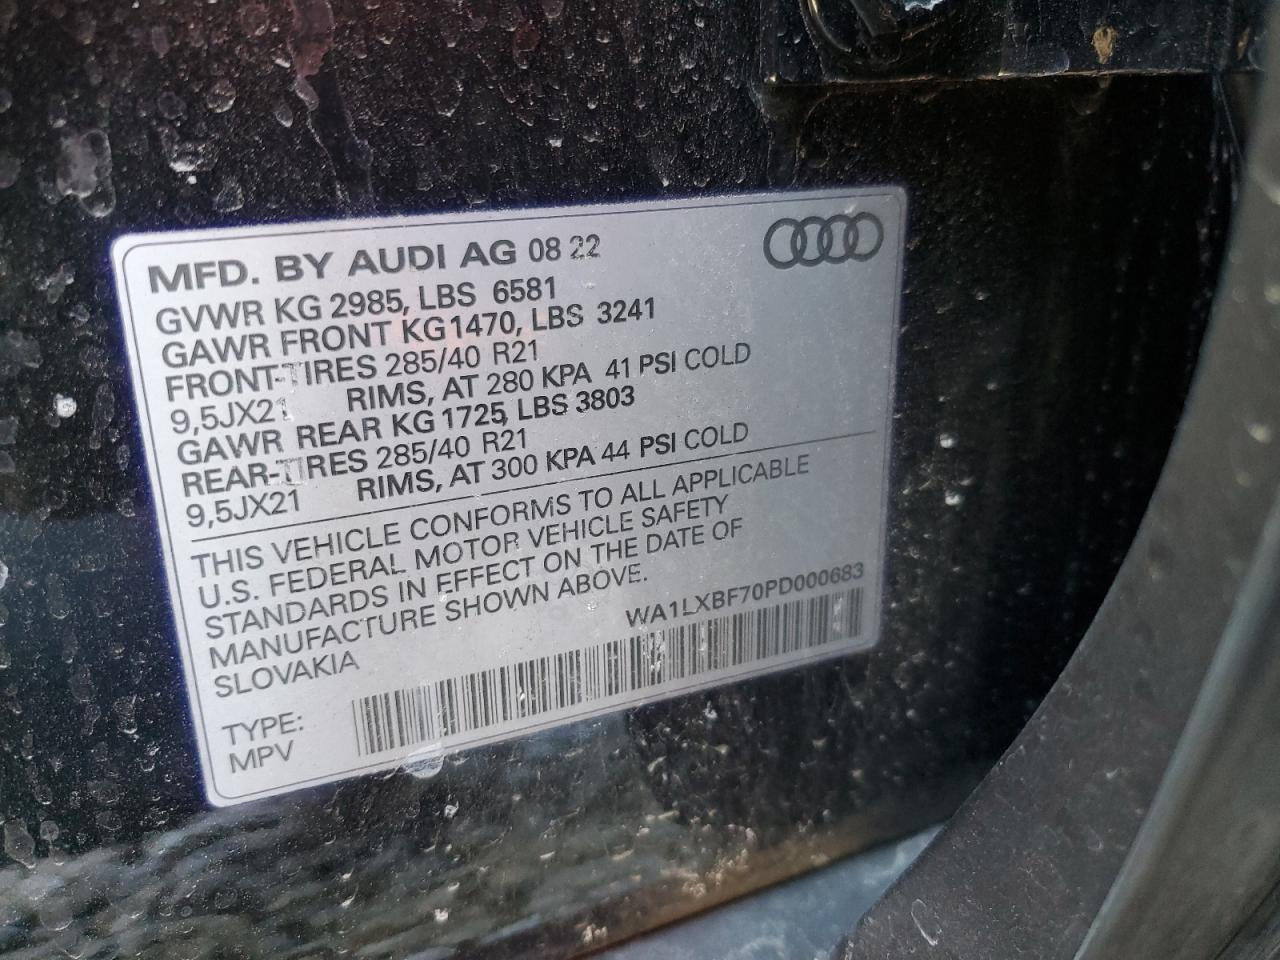 MFD. BY AUDI AG 08 22
GVWR KG 2985, LBS 6581
GAWR FRONT KG 1470, LBS 3241
FRONT-TIRES 285/40 R21
9,5JX21 RIMS, AT 280 KPA 41 PSI COLD
GAWR REAR KG 1725, LBS 3803
REAR-TIRES 285/40 R21
9,5JX21 RIMS, AT 300 KPA 44 PSI COLD
THIS VEHICLE CONFORMS TO ALL APPLICABLE
U.S. FEDERAL MOTOR VEHICLE SAFETY
STANDARDS IN EFFECT ON THE DATE OF
MANUFACTURE SHOWN ABOVE.
SLOVAKIA
WA1LXBF70PD000683
TYPE:
MPV